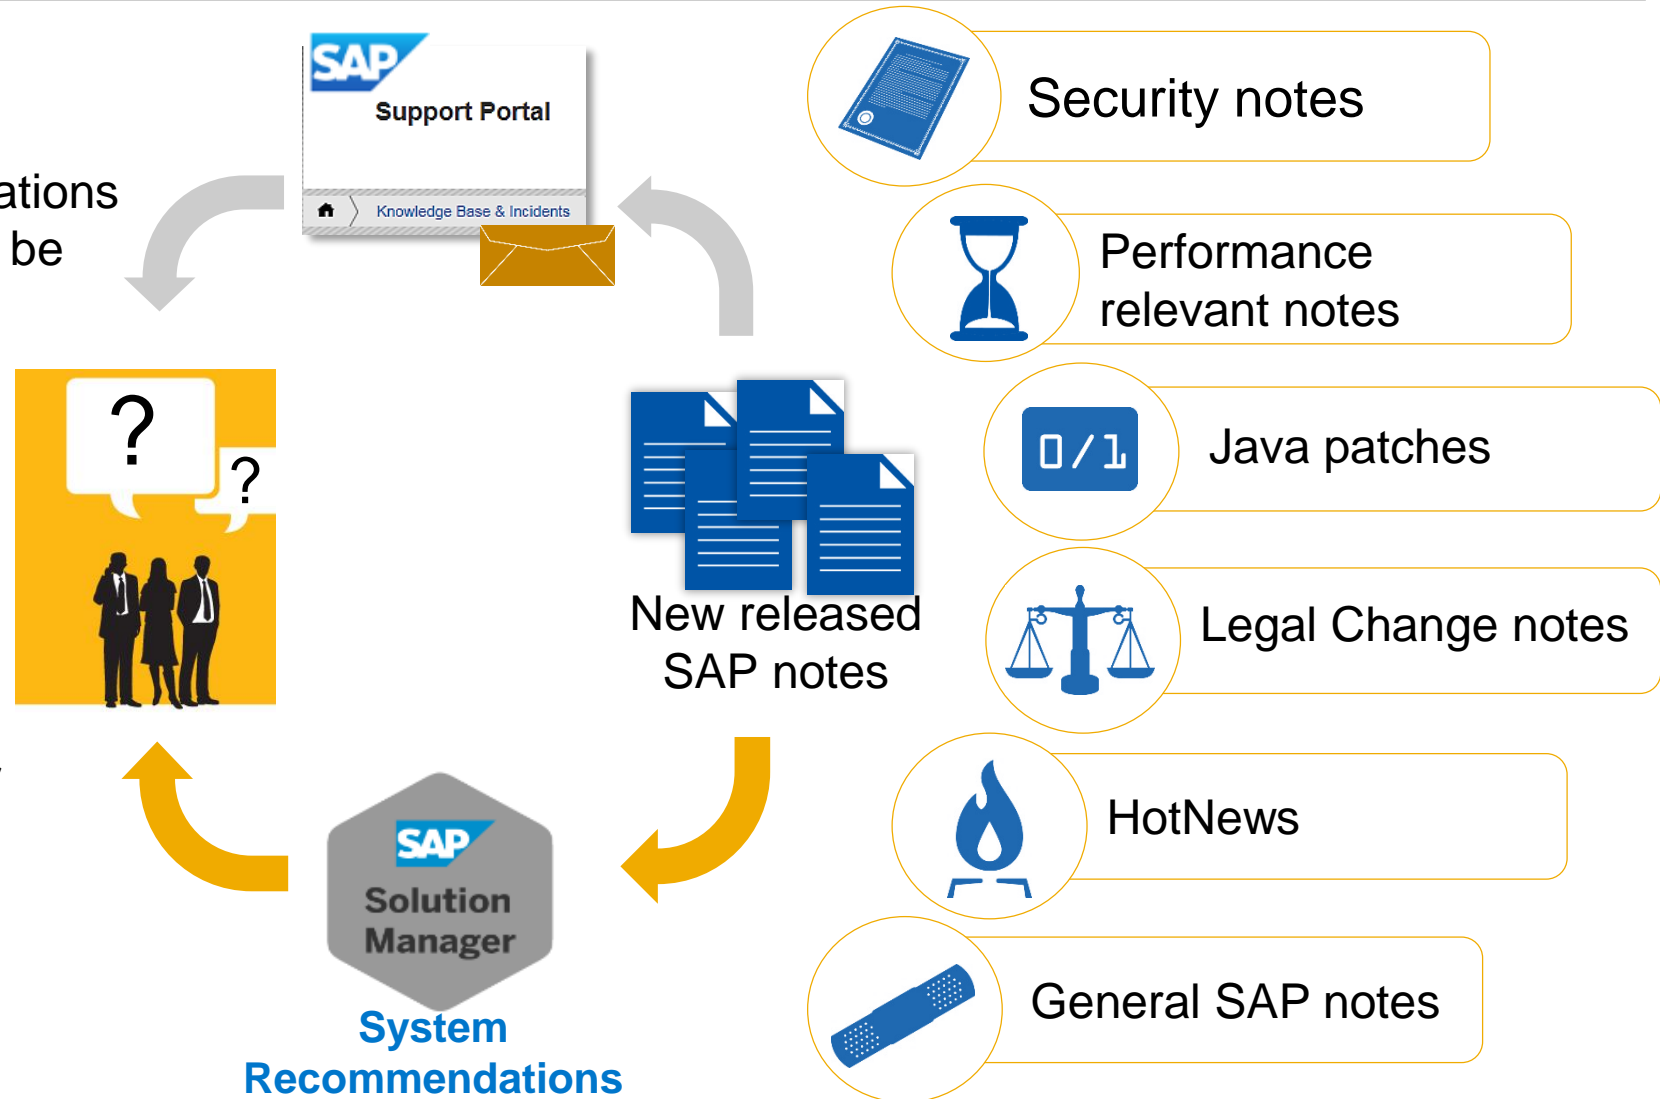 SAP
Support Portal
Knowledge Base & Incidents
be
?
?
New released
SAP notes
SAP
Solution
Manager
System
Recommendations
Security notes
Performance
relevant notes
0/1
Java patches
Legal Change notes
HotNews
General SAP notes